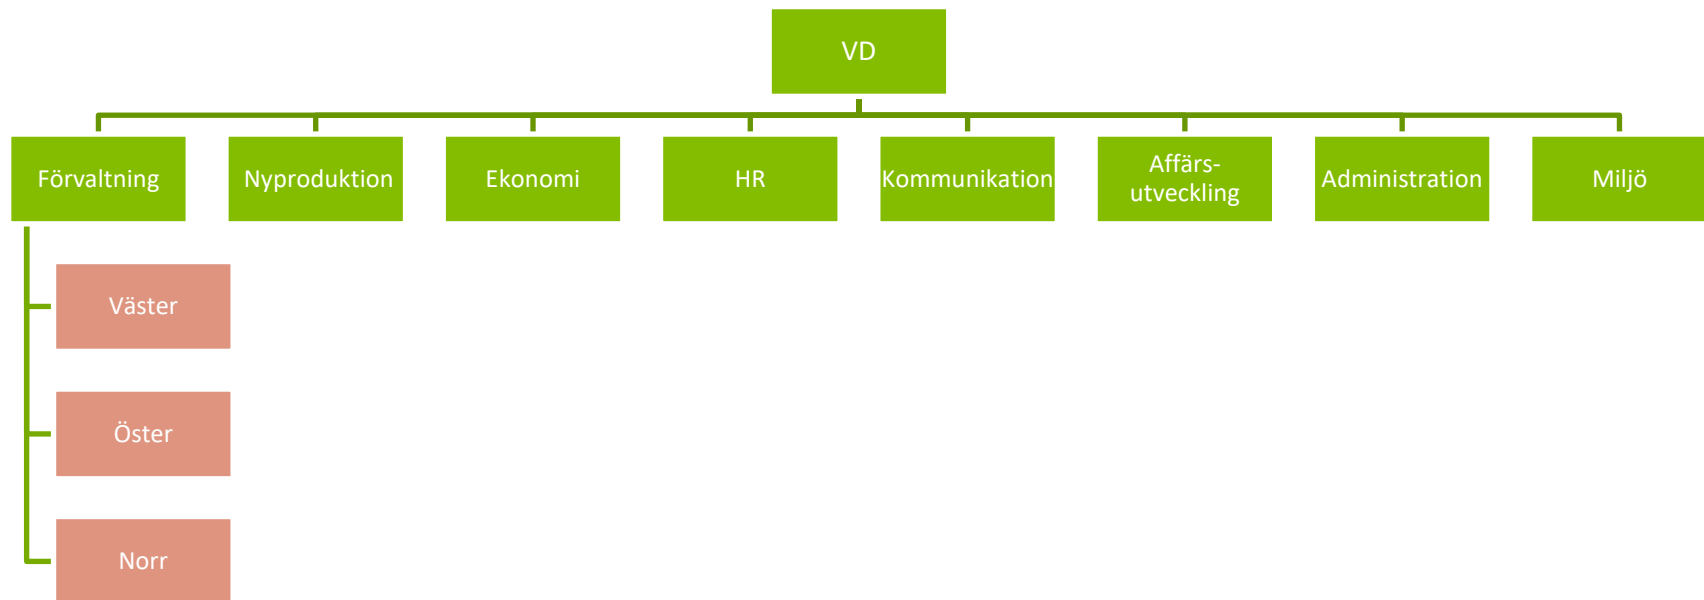 VD
Förvaltning
Nyproduktion
Ekonomi
HR
Kommunikation
Affärs-
utveckling
Administration
Miljö
Väster
Öster
Norr